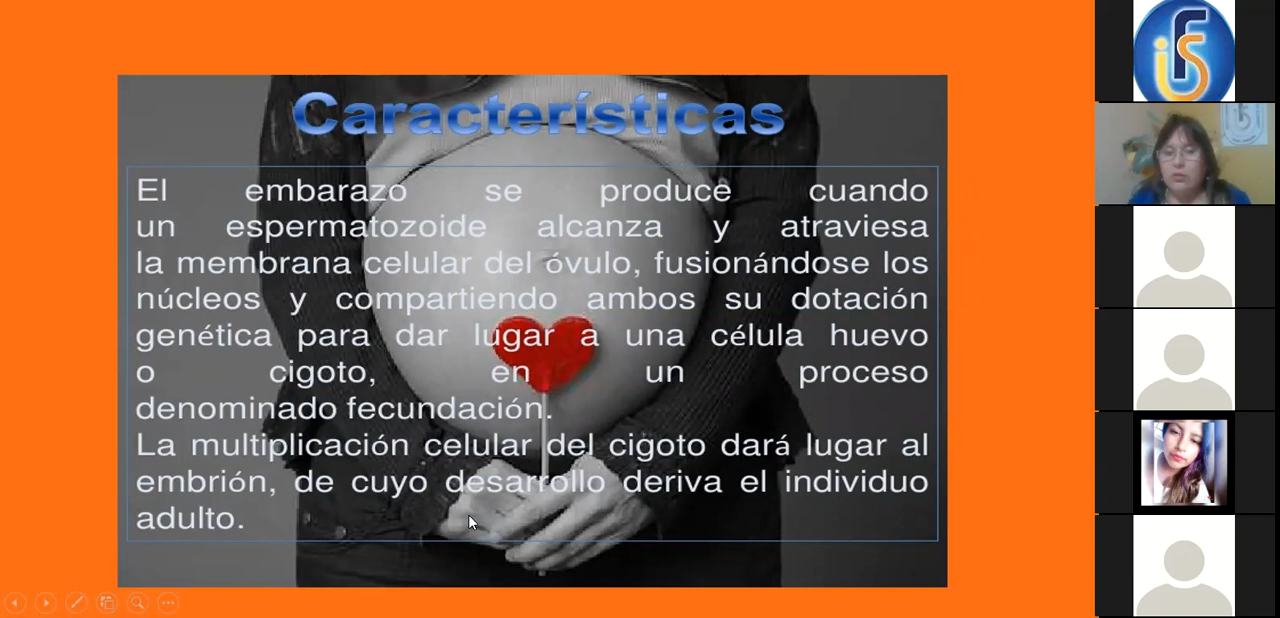 Características
El embarazo se produce cuando
un espermatozoide alcanza y atraviesa
la membrana celular del óvulo, fusionándose los
núcleos y compartiendo ambos su dotación
genética para dar lugar a una célula huevo
o cigoto, en un proceso
denominado fecundación.
La multiplicación celular del cigoto dará lugar al
embrión, de cuyo desarrollo deriva el individuo
adulto.